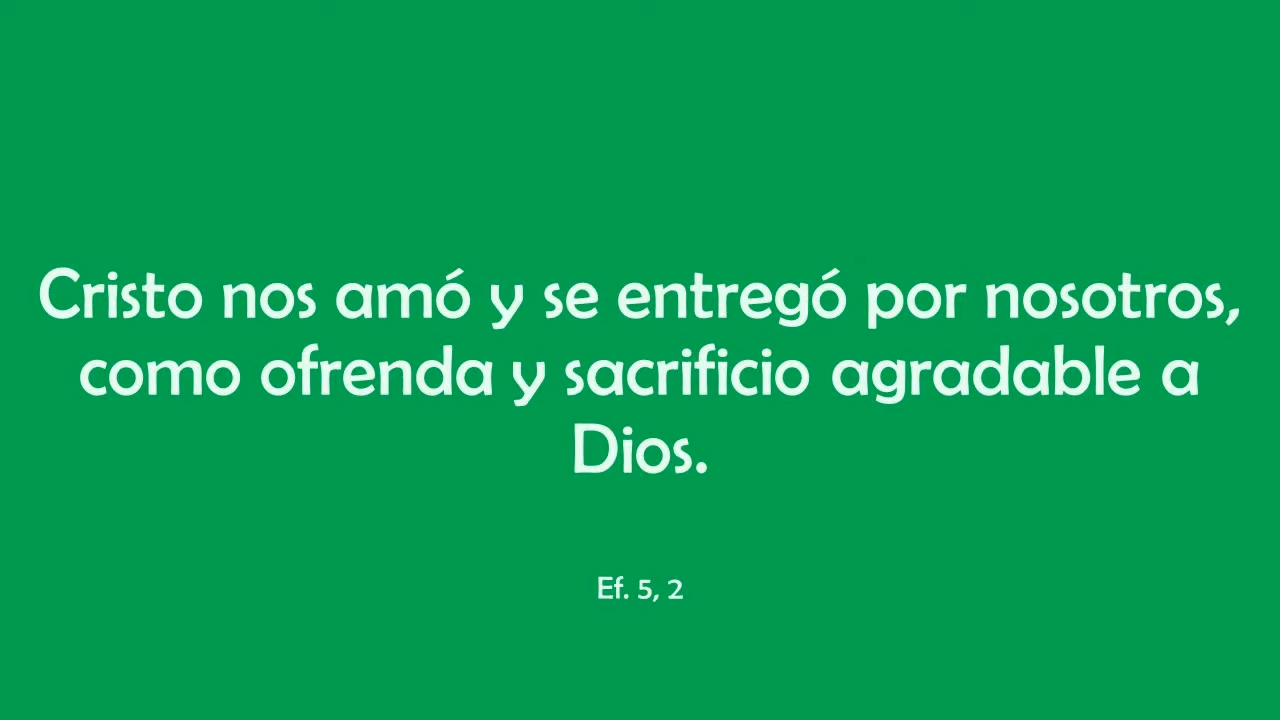 Cristo nos amó y se entregó por nosotros,
como ofrenda y sacrificio agradable a
Dios.
Ef. 5, 2